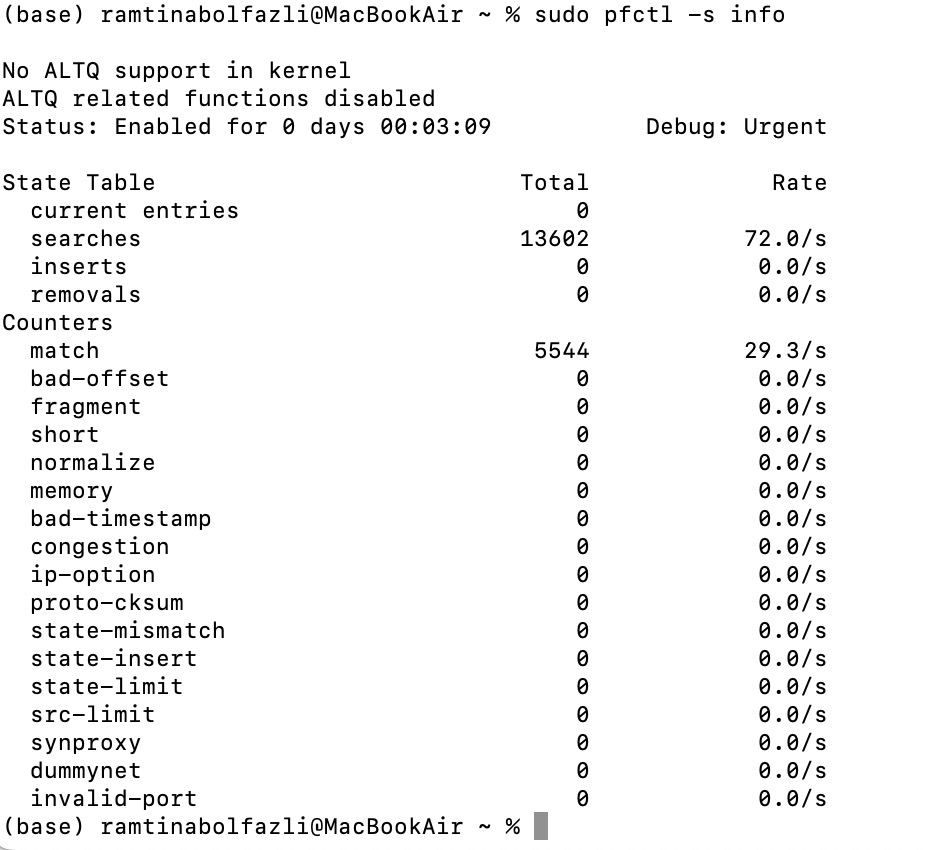 (base) ramtinabolfazli@MacBookAir ~ % sudo pfctl -s info
No ALTQ support in kernel
ALTQ related functions disabled
Status: Enabled for 0 days 00:03:09 Debug: Urgent
State Table Total Rate
current entries 0
searches 13602 72.0/s
inserts 0 0.0/s
removals 0 0.0/s
Counters
match 5544 29.3/s
bad-offset 0 0.0/s
fragment 0 0.0/s
short 0 0.0/s
normalize 0 0.0/s
memory 0 0.0/s
bad-timestamp 0 0.0/s
congestion 0 0.0/s
ip-option 0 0.0/s
proto-cksum 0 0.0/s
state-mismatch 0 0.0/s
state-insert 0 0.0/s
state-limit 0 0.0/s
src-limit 0 0.0/s
synproxy 0 0.0/s
dummynet 0 0.0/s
invalid-port 0 0.0/s
(base) ramtinabolfazli@MacBookAir ~ %